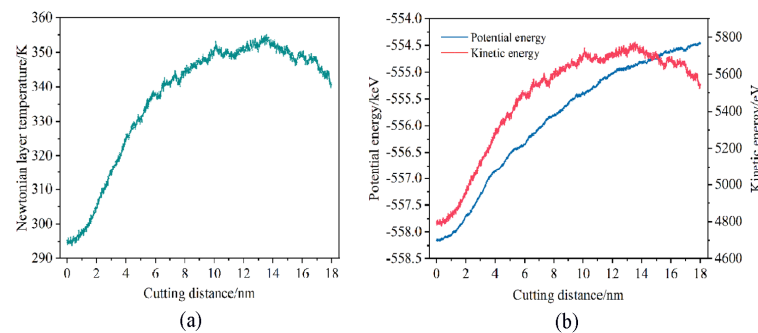 (a)
360
350
340
330
320
310
300
290
Newtonian layer temperature/K
0 2 4 6 8 10 12 14 16 18
Cutting distance/nm
(a)
(b)
-554.0
-554.5
-555.0
-555.5
-556.0
-556.5
-557.0
-557.5
-558.0
-558.5
Potential energy/keV
Potential energy
Kinetic energy
5800
5600
5400
5200
5000
4800
4600
Kinetic energy/eV
0 2 4 6 8 10 12 14 16 18
Cutting distance/nm
(b)